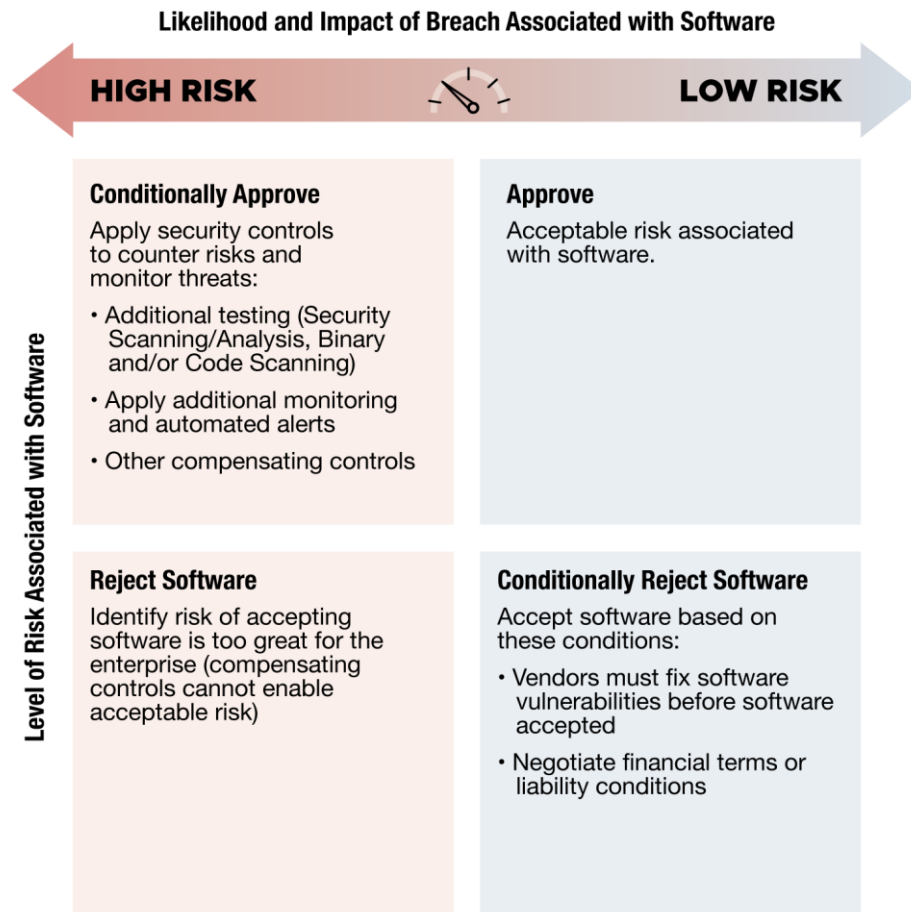 Likelihood and Impact of Breach Associated with Software
HIGH RISK
LOW RISK
Level of Risk Associated with Software
Conditionally Approve
Apply security controls
to counter risks and
monitor threats:
• Additional testing (Security
Scanning/Analysis, Binary
and/or Code Scanning)
• Apply additional monitoring
and automated alerts
• Other compensating controls
Approve
Acceptable risk associated
with software.
Reject Software
Identify risk of accepting
software is too great for the
enterprise (compensating
controls cannot enable
acceptable risk)
Conditionally Reject Software
Accept software based on
these conditions:
• Vendors must fix software
vulnerabilities before software
accepted
• Negotiate financial terms or
liability conditions